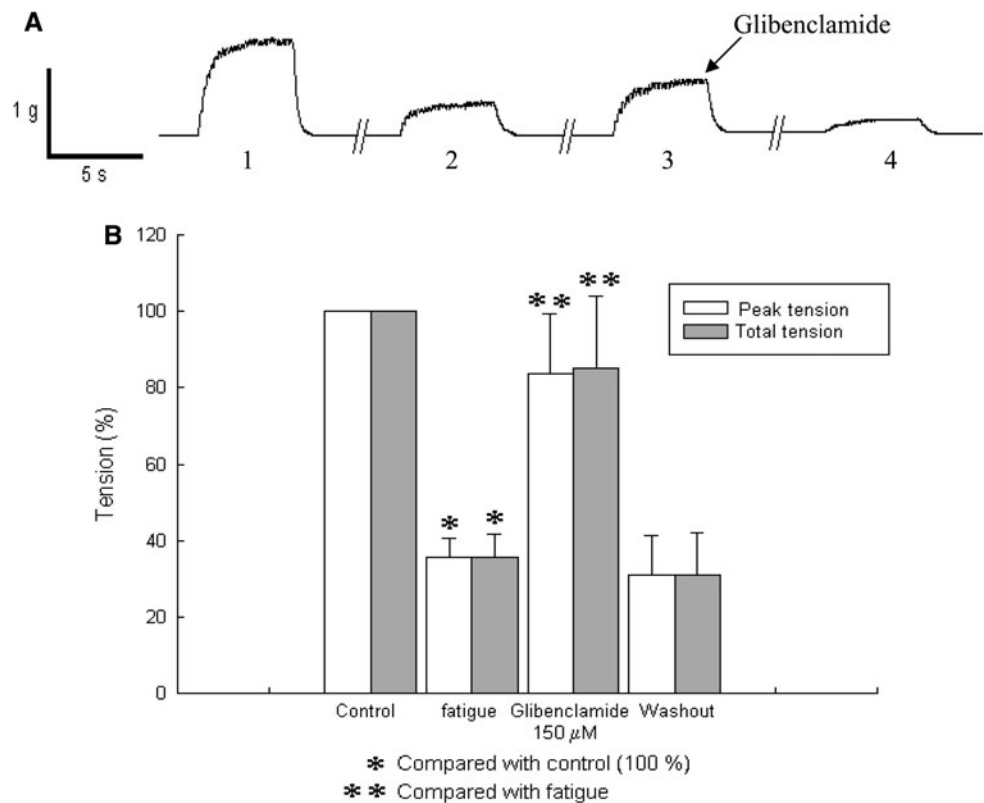 A
Glibenclamide
1 g
5 s
1 2 3 4
B
120
100
80
60
40
20
0
Tension (%)
** **
* *
Peak tension
Total tension
Control fatigue Glibenclamide Washout
150 µM
* Compared with control (100 %)
** Compared with fatigue